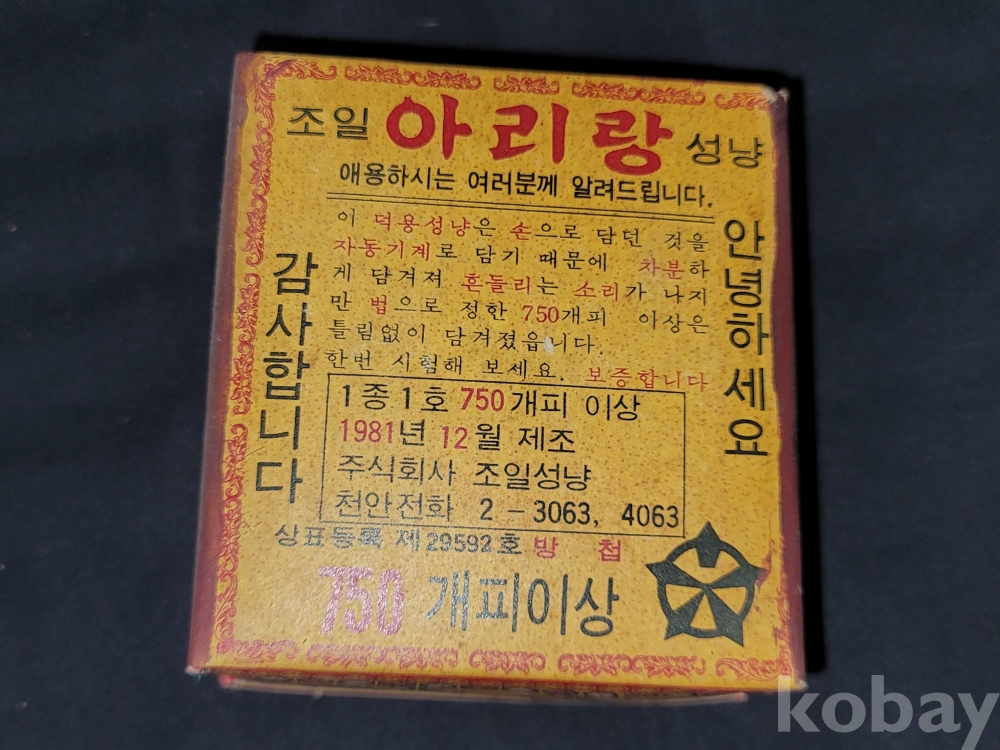 조일 아리랑 성냥
애용하시는 여러분께 알려드립니다.
안녕하세요
감사합니다
이 덕용성냥은 손으로 담던 것을
자동기계로 담기 때문에 차분하
게 담겨져 흔들리는 소리가 나지
만 법으로 정한 750개피 이상은
틀림없이 담겨졌읍니다.
한번 시험해 보세요. 보증합니다
1종1호 750개피 이상
1981년 12월 제조
주식회사 조일성냥
천안전화 2-3063, 4063
상표등록 제29592호 방첩
750 개피이상
kobay